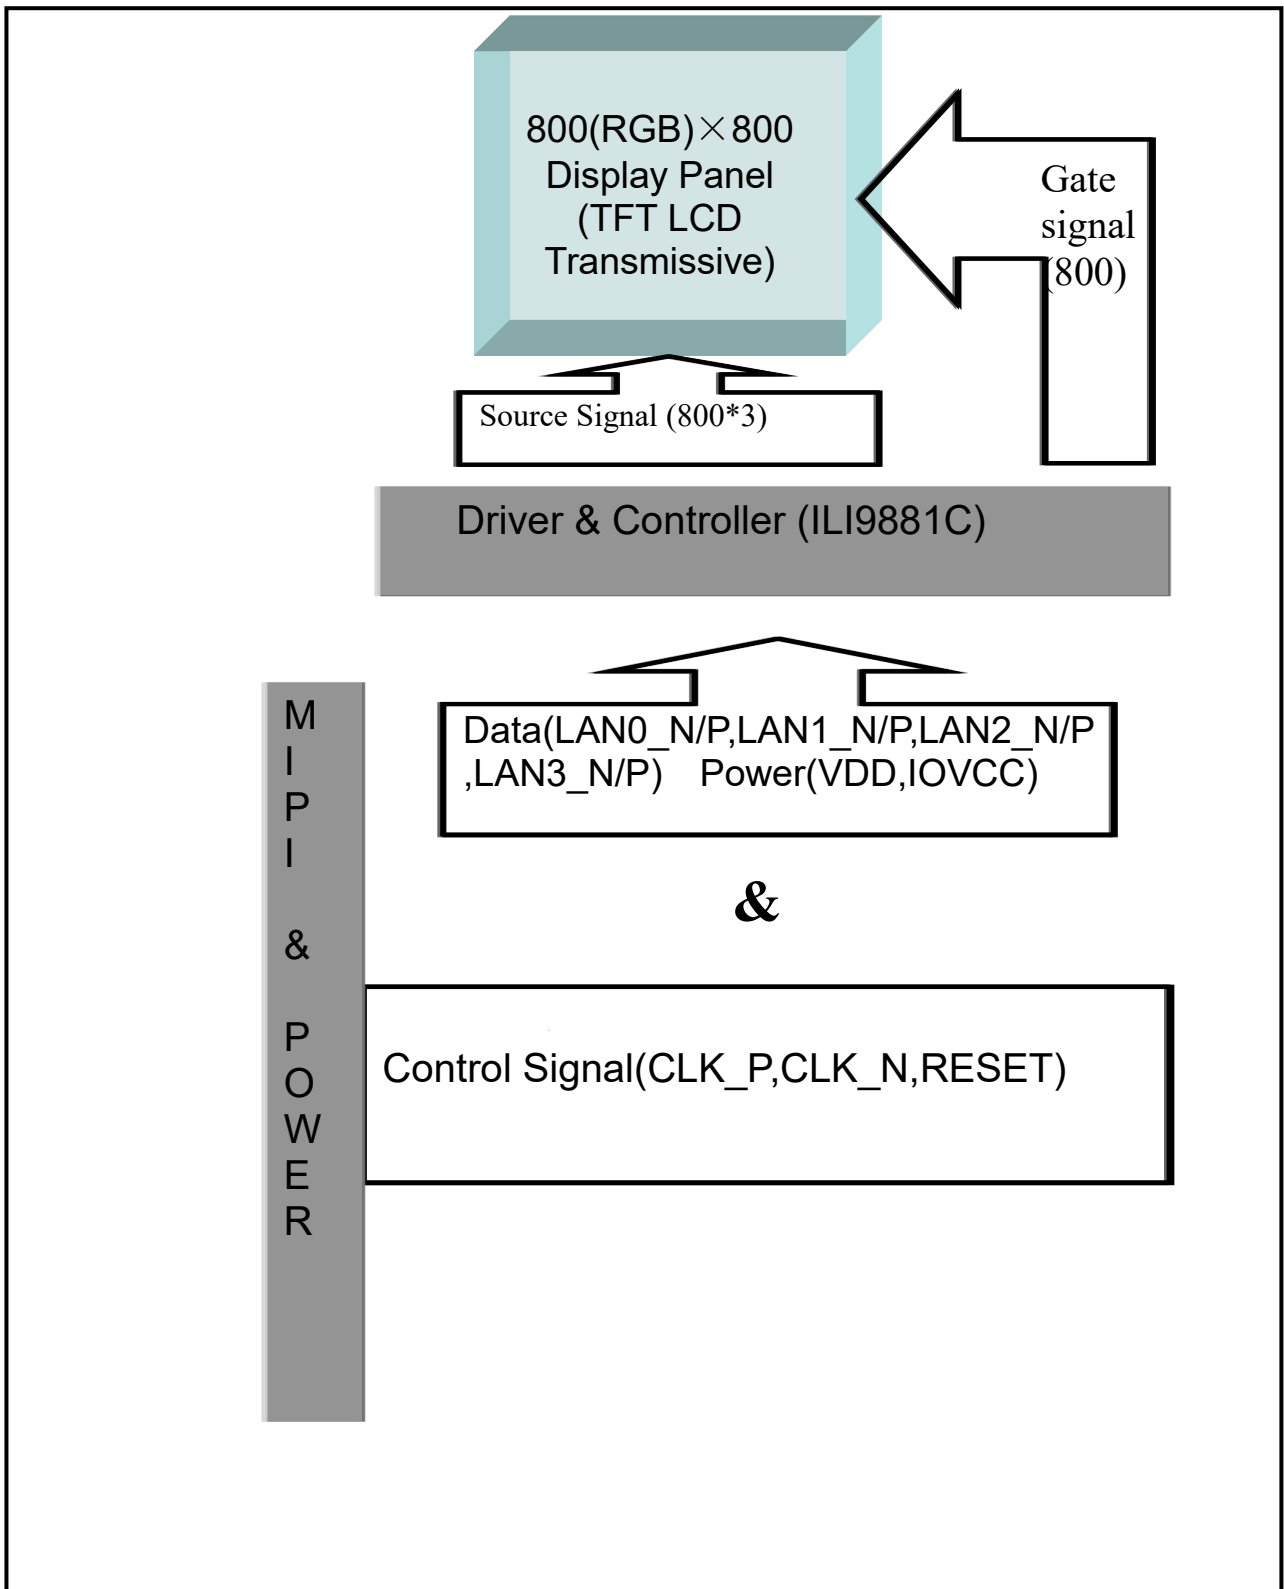 800(RGB)×800
Display Panel
(TFT LCD
Transmissive)
Gate
signal
(800)
Source Signal (800*3)
Driver & Controller (ILI9881C)
M
I
P
I
&
P
O
W
E
R
Data(LAN0_N/P,LAN1_N/P,LAN2_N/P
,LAN3_N/P) Power(VDD,IOVCC)
&
Control Signal(CLK_P,CLK_N,RESET)